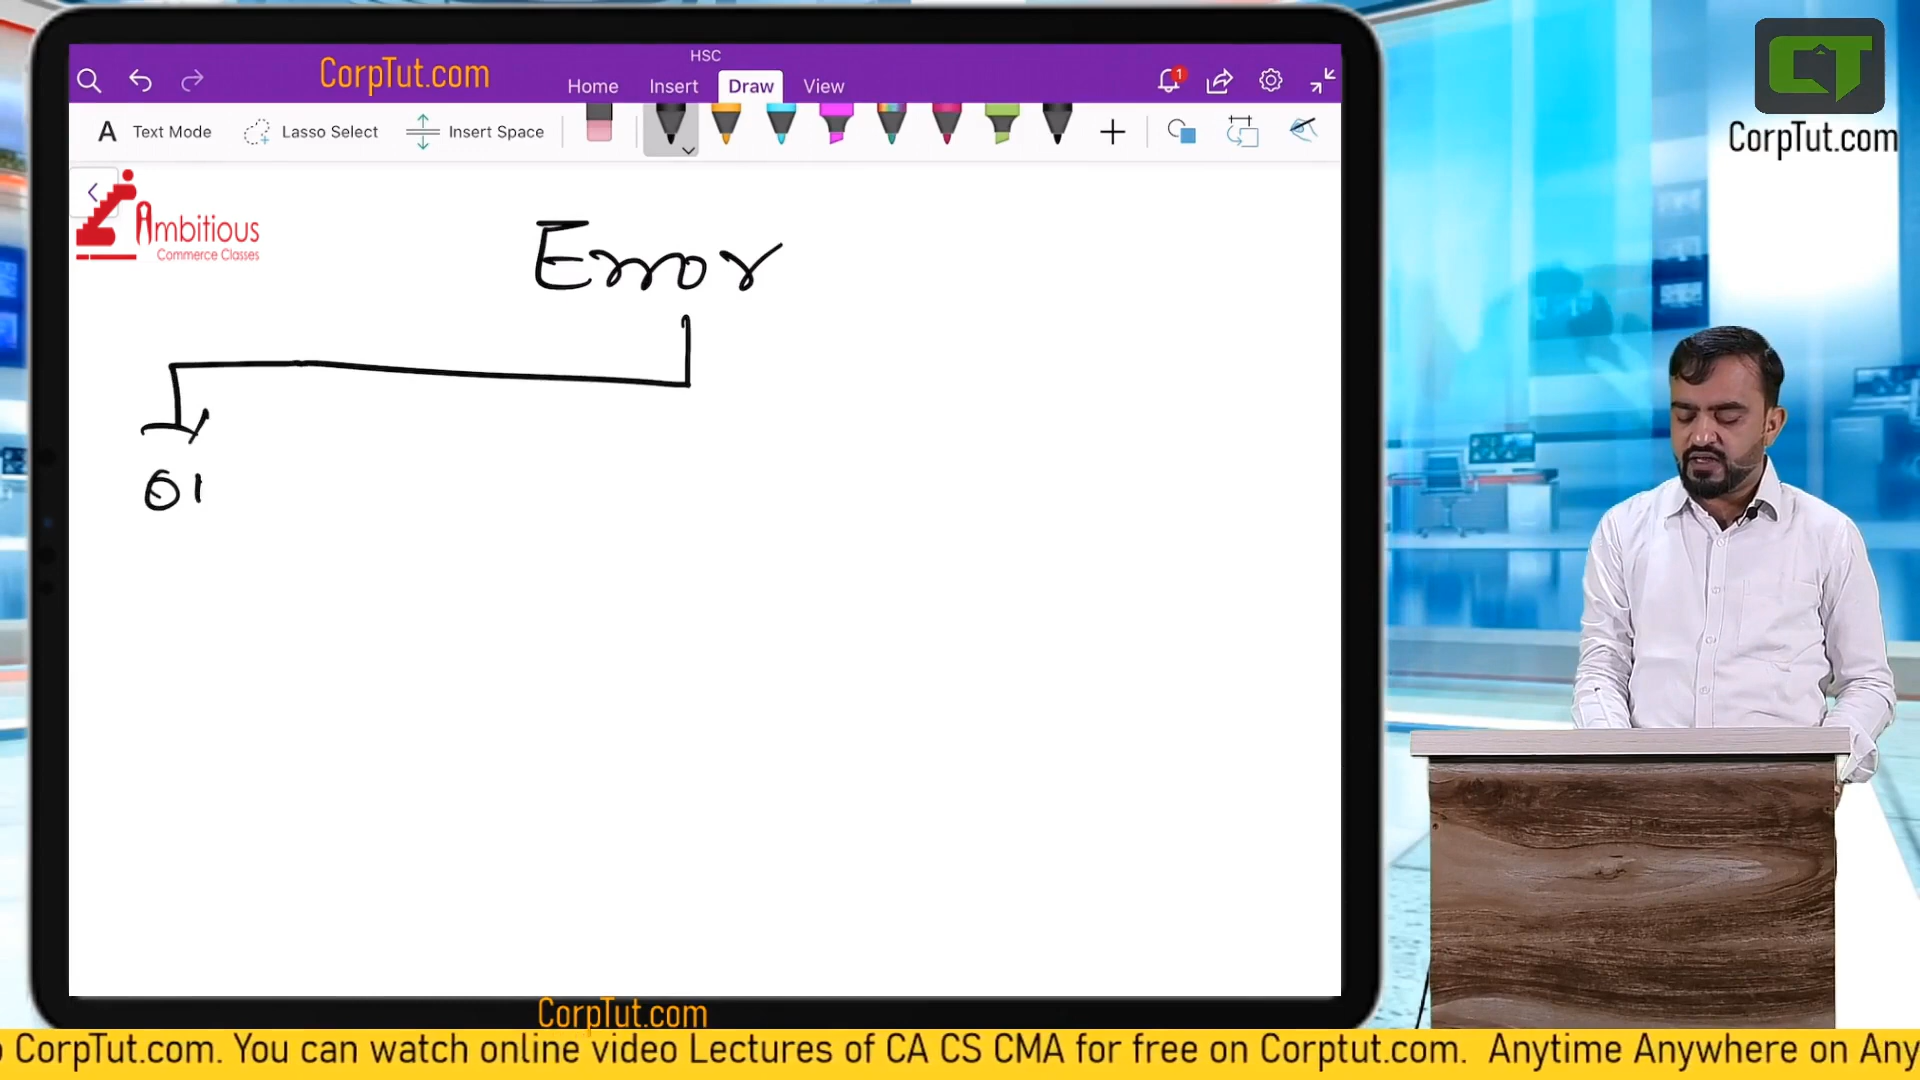 HSC
CorpTut.com
Home Insert Draw View
1
A Text Mode Lasso Select Insert Space
CT
CorpTut.com
Ambitious
Commerce Classes
Error
01
CorpTut.com
CorpTut.com. You can watch online video Lectures of CA CS CMA for free on Corptut.com. Anytime Anywhere on Any